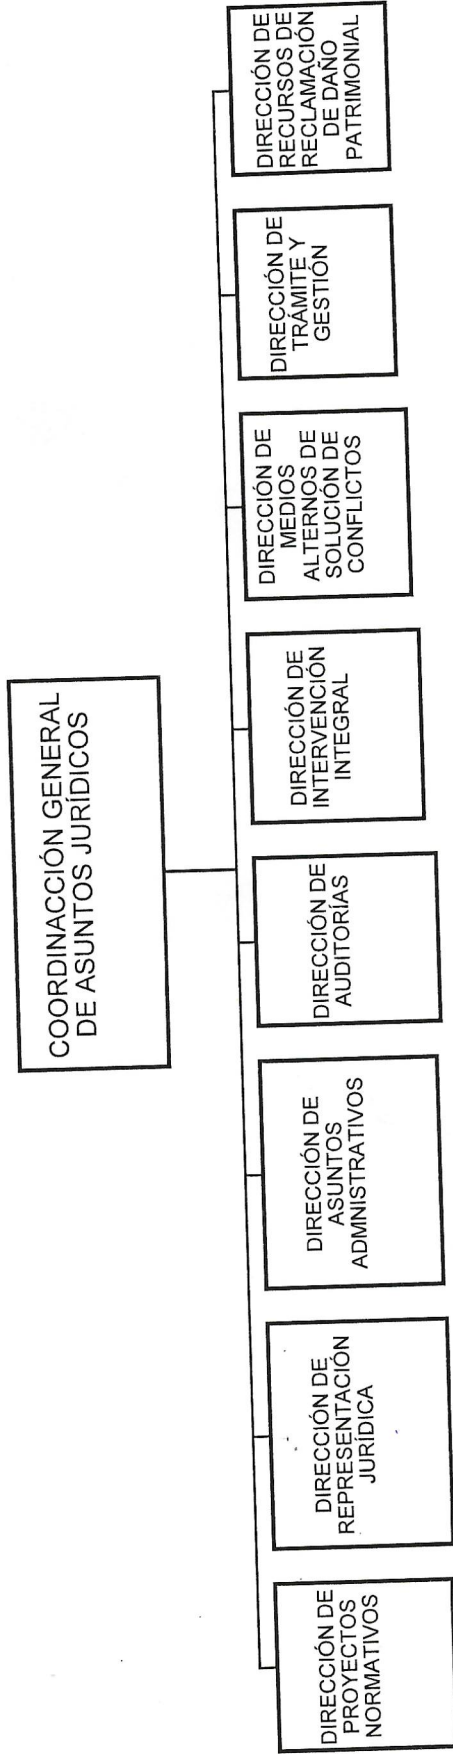 COORDINACCIÓN GENERAL
DE ASUNTOS JURÍDICOS
DIRECCIÓN DE
PROYECTOS
NORMATIVOS
DIRECCIÓN DE
REPRESENTACIÓN
JURÍDICA
DIRECCIÓN DE
ASUNTOS
ADMNISTRATIVOS
DIRECCIÓN DE
AUDITORÍAS
DIRECCIÓN DE
INTERVENCIÓN
INTEGRAL
DIRECCIÓN DE
MEDIOS
ALTERNOS DE
SOLUCIÓN DE
CONFLICTOS
DIRECCIÓN DE
TRÁMITE Y
GESTIÓN
DIRECCIÓN DE
RECURSOS DE
RECLAMACIÓN
DE DAÑO
PATRIMONIAL